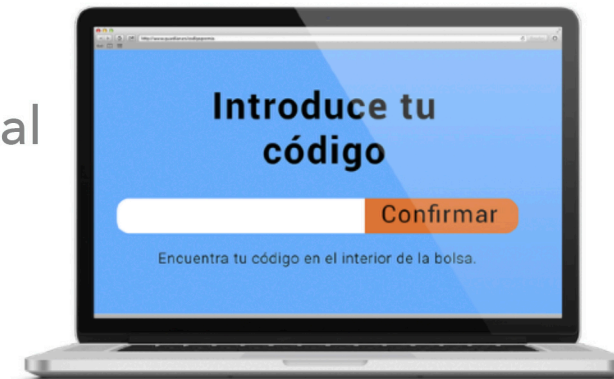 al
Introduce tu
código
Confirmar
Encuentra tu código en el interior de la bolsa.